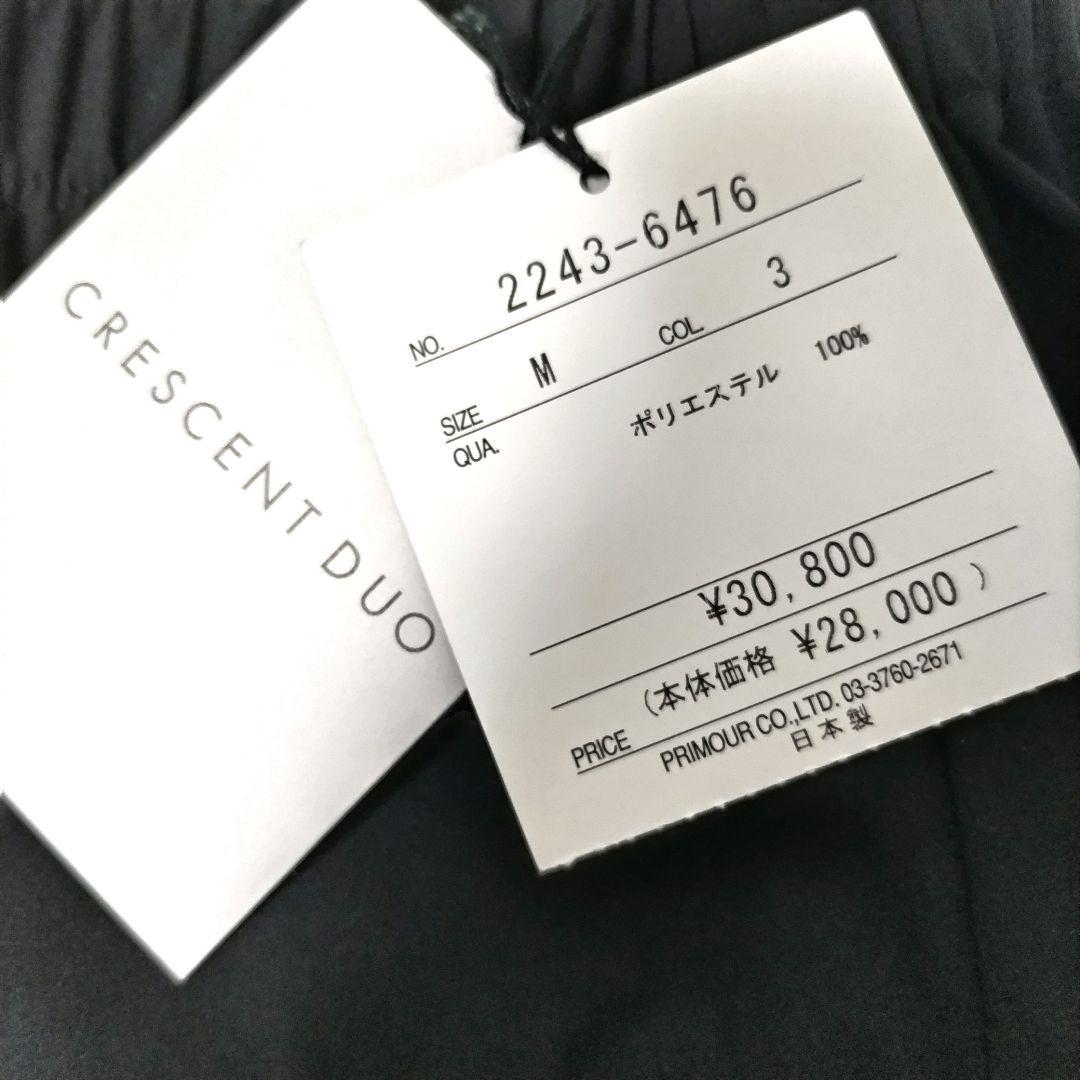 CRESCENT DUO
NO. 2243-6476
SIZE M COL. 3
QUA. ポリエステル 100%
¥30,800
(本体価格 ¥28,000)
PRICE
PRIMOUR CO.,LTD. 03-3760-2671
日本製